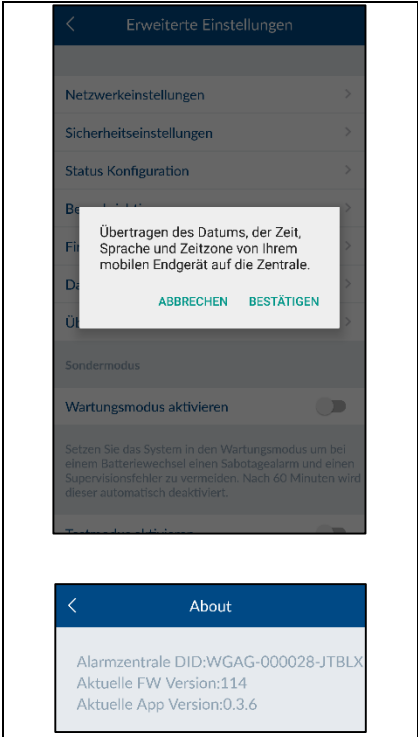 Erweiterte Einstellungen
Netzwerkeinstellungen
Sicherheitseinstellungen
Status Konfiguration
Übertragen des Datums, der Zeit,
Sprache und Zeitzone von Ihrem
mobilen Endgerät auf die Zentrale.
ABBRECHEN BESTÄTIGEN
Sondermodus
Wartungsmodus aktivieren
Setzen Sie das System in den Wartungsmodus um bei
einem Batteriewechsel einen Sabotagealarm und einen
Supervisionsfehler zu vermeiden. Nach 60 Minuten wird
dieser automatisch deaktiviert.
About
Alarmzentrale DID:WGAG-000028-JTBLX
Aktuelle FW Version:114
Aktuelle App Version:0.3.6